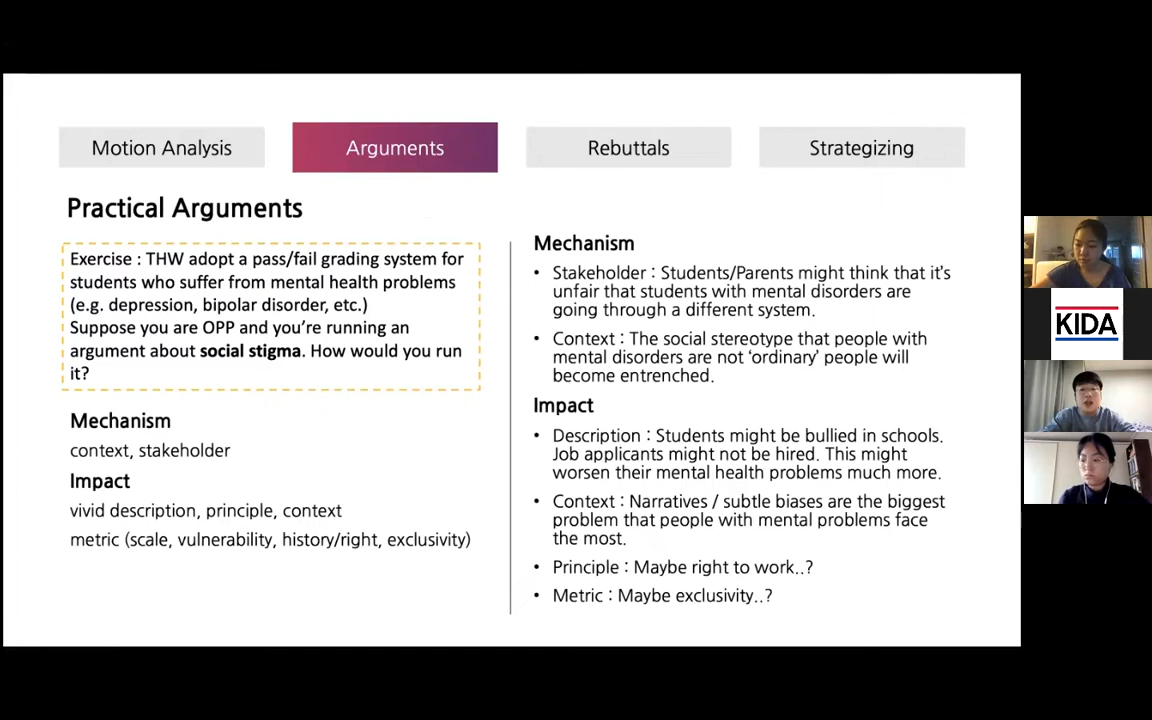 Motion Analysis
Arguments
Rebuttals
Strategizing
Practical Arguments
Exercise : THW adopt a pass/fail grading system for
students who suffer from mental health problems
(e.g. depression, bipolar disorder, etc.)
Suppose you are OPP and you're running an
argument about social stigma. How would you run
it?
Mechanism
context, stakeholder
Impact
vivid description, principle, context
metric (scale, vulnerability, history/right, exclusivity)
Mechanism
• Stakeholder : Students/Parents might think that it's
unfair that students with mental disorders are
going through a different system.
• Context : The social stereotype that people with
mental disorders are not 'ordinary' people will
become entrenched.
Impact
• Description : Students might be bullied in schools.
Job applicants might not be hired. This might
worsen their mental health problems much more.
• Context : Narratives / subtle biases are the biggest
problem that people with mental problems face
the most.
• Principle : Maybe right to work..?
• Metric : Maybe exclusivity..?
KIDA